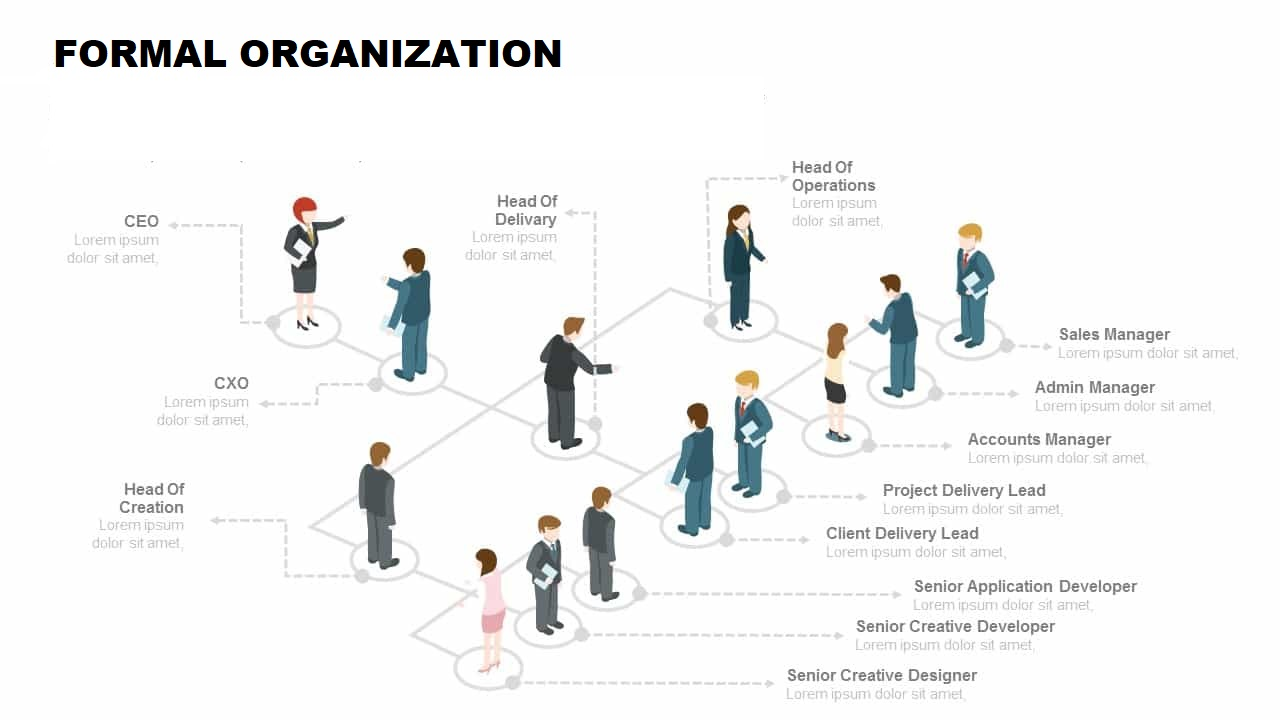 FORMAL ORGANIZATION
Head Of
Operations
Lorem ipsum
dolor sit amet,
Head Of
Delivary
Lorem ipsum
dolor sit amet,
CEO
Lorem ipsum
dolor sit amet,
Sales Manager
Lorem ipsum dolor sit amet,
CXO
Lorem ipsum
dolor sit amet,
Admin Manager
Lorem ipsum dolor sit amet,
Accounts Manager
Lorem ipsum dolor sit amet,
Head Of
Creation
Lorem ipsum
dolor sit amet,
Project Delivery Lead
Lorem ipsum dolor sit amet,
Client Delivery Lead
Lorem ipsum dolor sit amet,
Senior Application Developer
Lorem ipsum dolor sit amet,
Senior Creative Developer
Lorem ipsum dolor sit amet,
Senior Creative Designer
Lorem ipsum dolor sit amet,